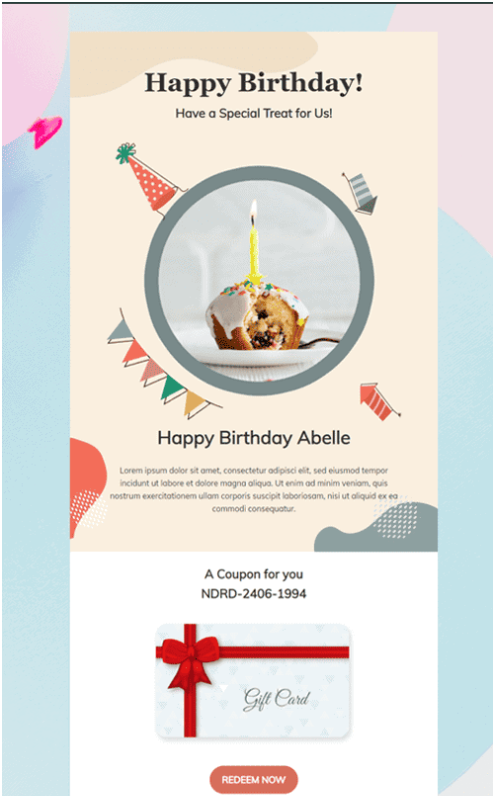 Happy Birthday!
Have a Special Treat for Us!
Happy Birthday Abelle
Lorem ipsum dolor sit amet, consectetur adipisci elit, sed eiusmod tempor
incidunt ut labore et dolore magna aliqua. Ut enim ad minim veniam, quis
nostrum exercitationem ullam corporis suscipit laboriosam, nisi ut aliquid ex ea
commodi consequatur.
A Coupon for you
NDRD-2406-1994
Gift Card
REDEEM NOW